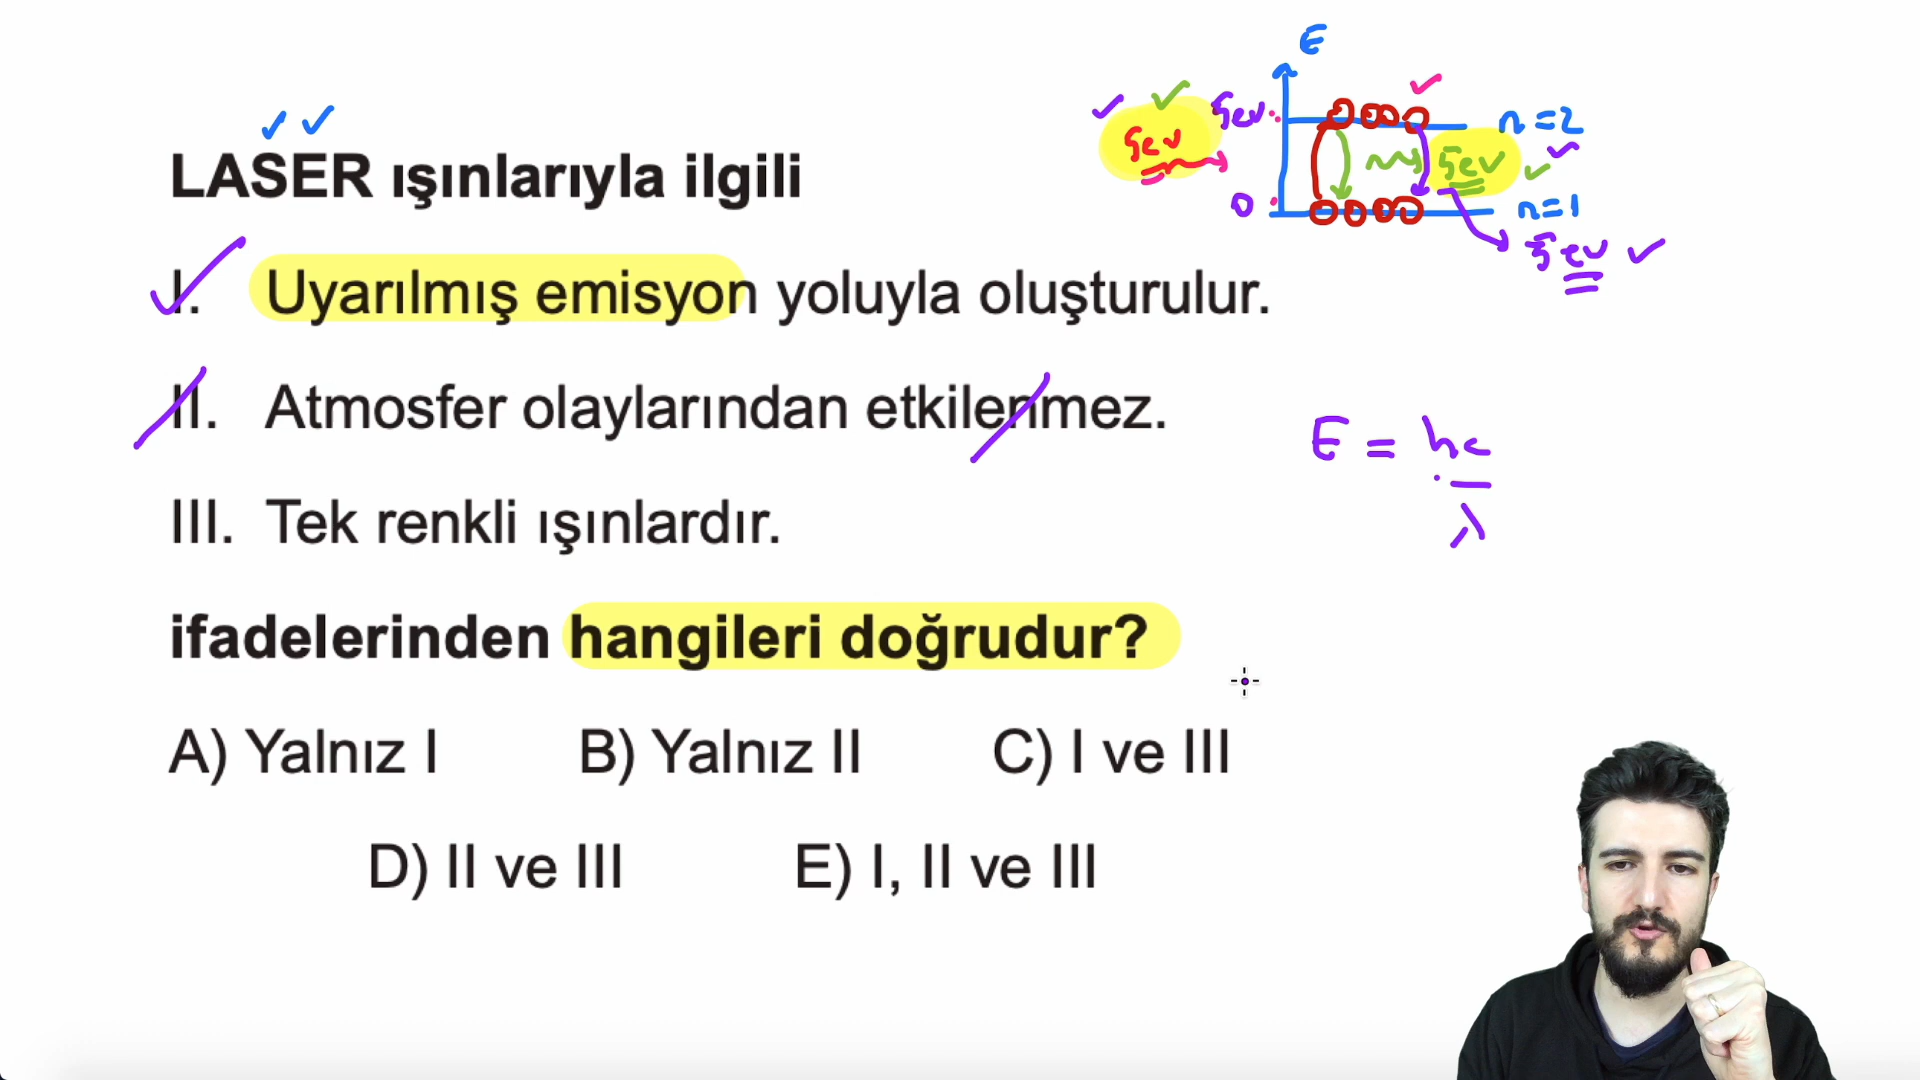 E
5ev 5ev n=2
5ev
LASER ışınlarıyla ilgili
0 n=1
5ev
I. Uyarılmış emisyon yoluyla oluşturulur.
II. Atmosfer olaylarından etkilenmez.
E = hc
λ
III. Tek renkli ışınlardır.
ifadelerinden hangileri doğrudur?
A) Yalnız I B) Yalnız II C) I ve III
D) II ve III E) I, II ve III